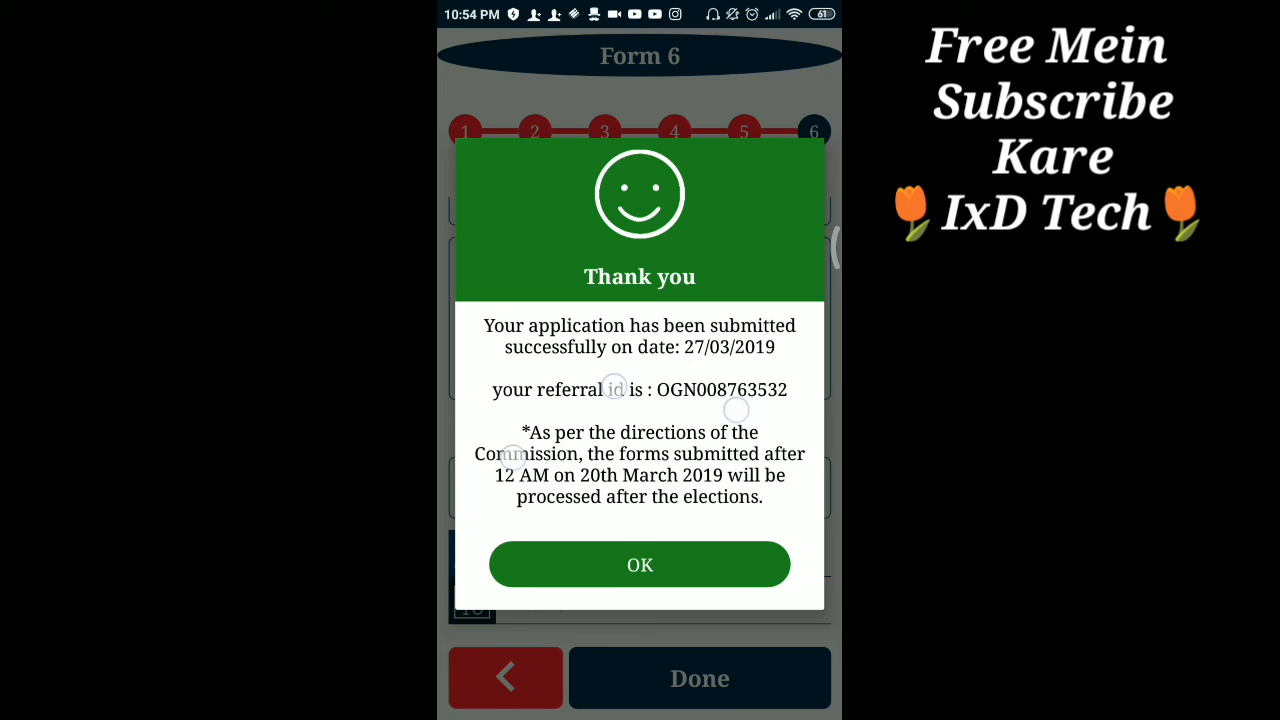 10:54 PM
61
Form 6
1 2 3 4 5 6
Thank you
Your application has been submitted
successfully on date: 27/03/2019
your referral id is : OGN008763532
*As per the directions of the
Commission, the forms submitted after
12 AM on 20th March 2019 will be
processed after the elections.
OK
Done
Free Mein
Subscribe
Kare
🌷IxD Tech🌷